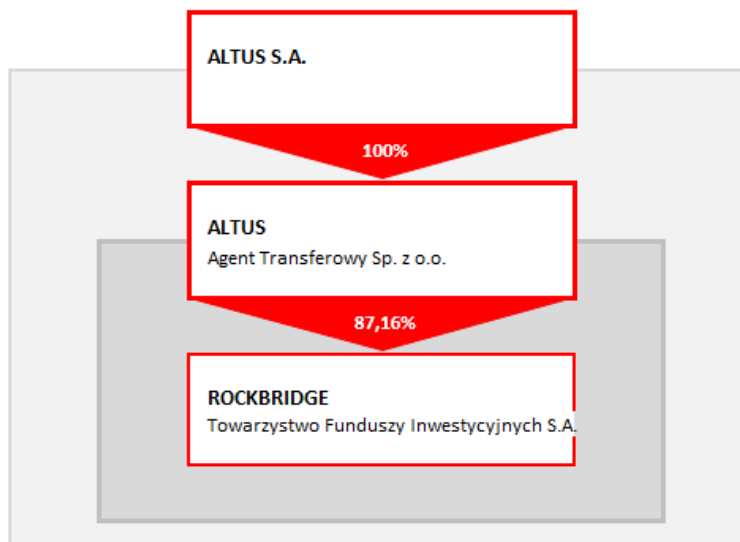 ALTUS S.A.
100%
ALTUS
Agent Transferowy Sp. z o.o.
87,16%
ROCKBRIDGE
Towarzystwo Funduszy Inwestycyjnych S.A.